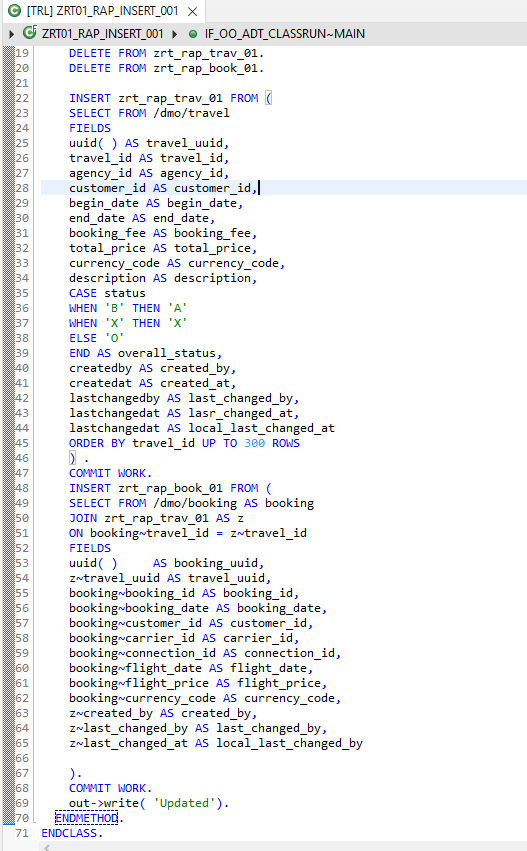 [TRL] ZRT01_RAP_INSERT_001
ZRT01_RAP_INSERT_001 IF_OO_ADT_CLASSRUN~MAIN
19 DELETE FROM zrt_rap_trav_01.
20 DELETE FROM zrt_rap_book_01.
21
22 INSERT zrt_rap_trav_01 FROM (
23 SELECT FROM /dmo/travel
24 FIELDS
25 uuid( ) AS travel_uuid,
26 travel_id AS travel_id,
27 agency_id AS agency_id,
28 customer_id AS customer_id,
29 begin_date AS begin_date,
30 end_date AS end_date,
31 booking_fee AS booking_fee,
32 total_price AS total_price,
33 currency_code AS currency_code,
34 description AS description,
35 CASE status
36 WHEN 'B' THEN 'A'
37 WHEN 'X' THEN 'X'
38 ELSE 'O'
39 END AS overall_status,
40 createdby AS created_by,
41 createdat AS created_at,
42 lastchangedby AS last_changed_by,
43 lastchangedat AS lasr_changed_at,
44 lastchangedat AS local_last_changed_at
45 ORDER BY travel_id UP TO 300 ROWS
46 ) .
47 COMMIT WORK.
48 INSERT zrt_rap_book_01 FROM (
49 SELECT FROM /dmo/booking AS booking
50 JOIN zrt_rap_trav_01 AS z
51 ON booking~travel_id = z~travel_id
52 FIELDS
53 uuid( ) AS booking_uuid,
54 z~travel_uuid AS travel_uuid,
55 booking~booking_id AS booking_id,
56 booking~booking_date AS booking_date,
57 booking~customer_id AS customer_id,
58 booking~carrier_id AS carrier_id,
59 booking~connection_id AS connection_id,
60 booking~flight_date AS flight_date,
61 booking~flight_price AS flight_price,
62 booking~currency_code AS currency_code,
63 z~created_by AS created_by,
64 z~last_changed_by AS last_changed_by,
65 z~last_changed_at AS local_last_changed_by
66
67 ).
68 COMMIT WORK.
69 out->write( 'Updated').
70 ENDMETHOD.
71 ENDCLASS.